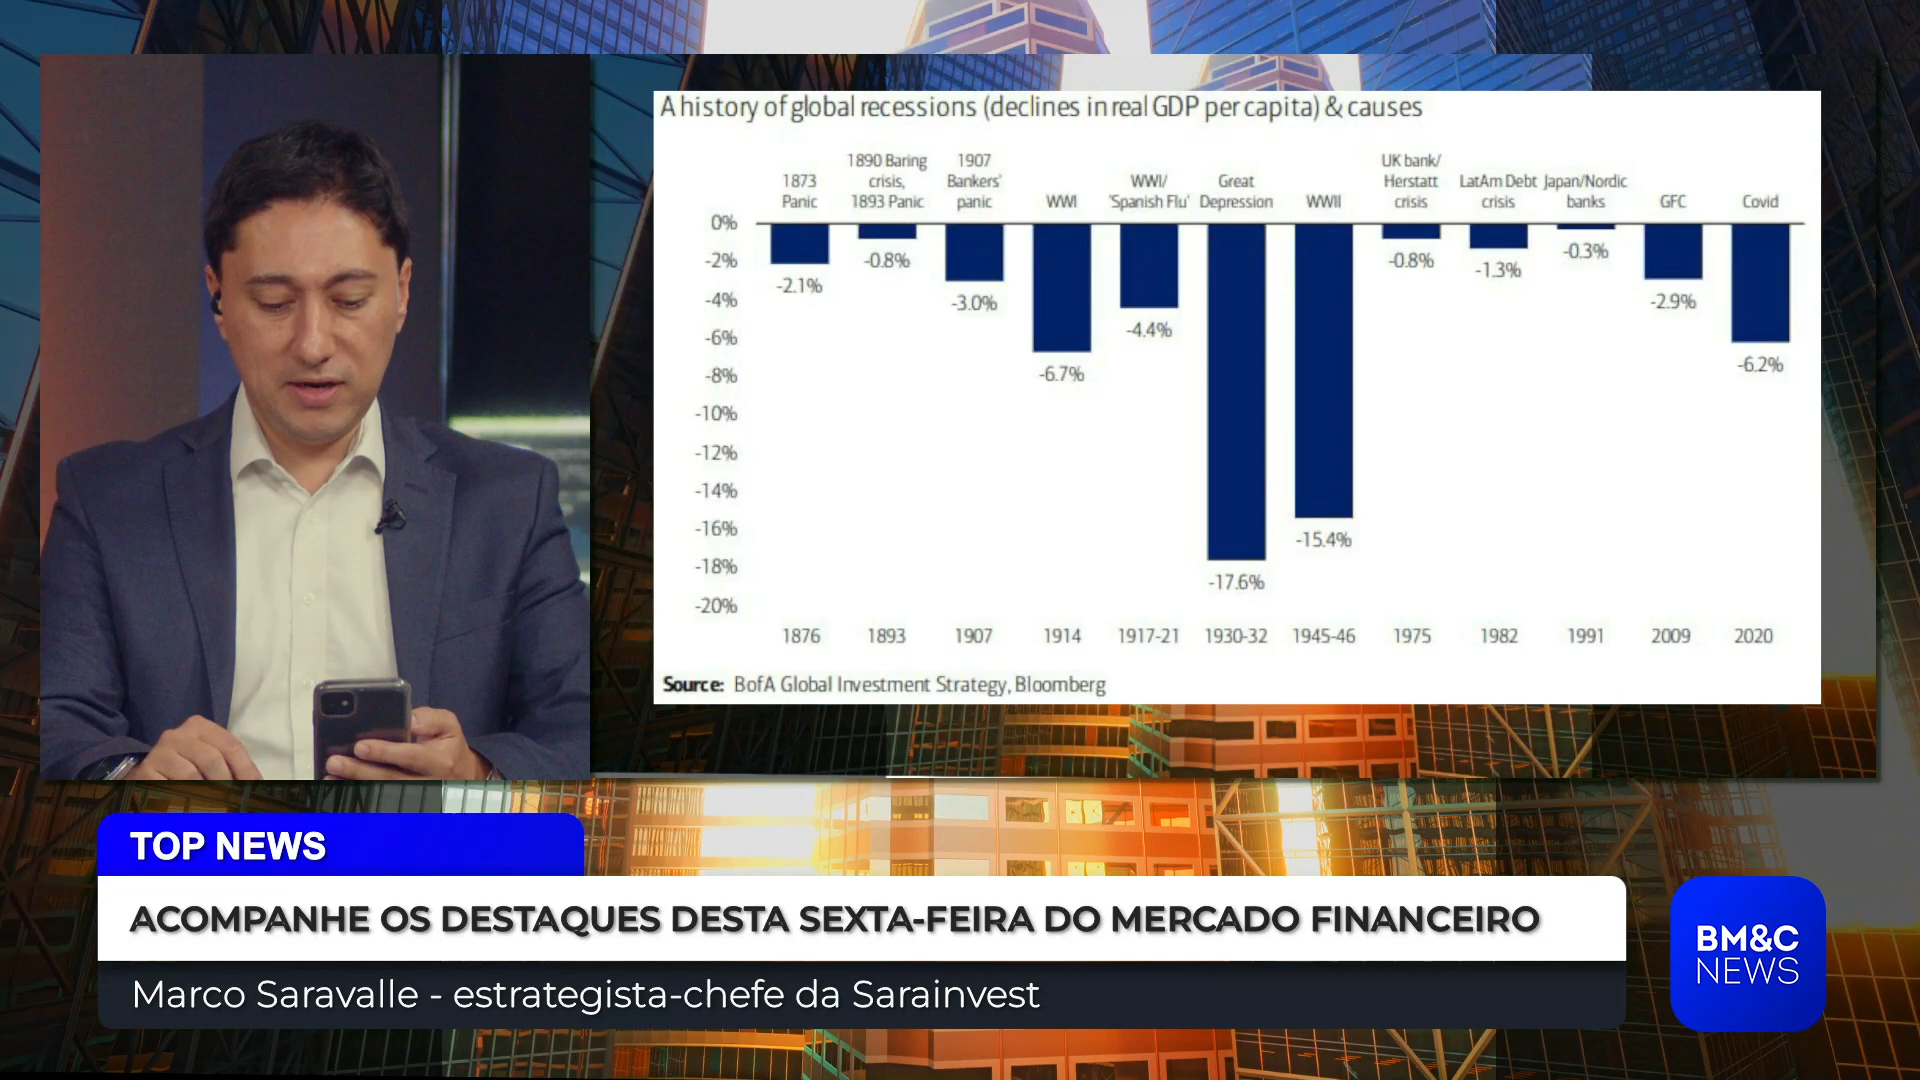 A history of global recessions (declines in real GDP per capita) & causes
1873
Panic
1890 Baring
crisis,
1893 Panic
1907
Bankers'
panic
WWI
WWI/
'Spanish Flu'
Great
Depression
WWII
UK bank/
Herstatt
crisis
LatAm Debt
crisis
Japan/Nordic
banks
GFC
Covid
0%
-2%
-4%
-6%
-8%
-10%
-12%
-14%
-16%
-18%
-20%
-2.1%
-0.8%
-3.0%
-6.7%
-4.4%
-17.6%
-15.4%
-0.8%
-1.3%
-0.3%
-2.9%
-6.2%
1876 1893 1907 1914 1917-21 1930-32 1945-46 1975 1982 1991 2009 2020
Source: BofA Global Investment Strategy, Bloomberg
TOP NEWS
ACOMPANHE OS DESTAQUES DESTA SEXTA-FEIRA DO MERCADO FINANCEIRO
Marco Saravalle - estrategista-chefe da Sarainvest
BM&C
NEWS